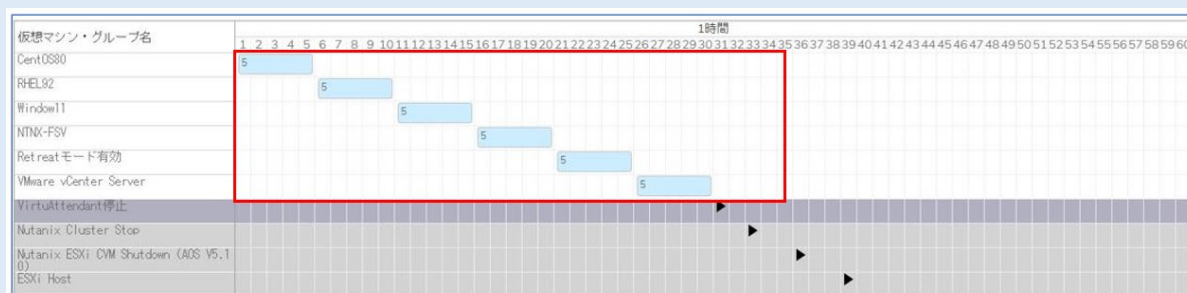 1時間
仮想マシン・グループ名
1 2 3 4 5 6 7 8 9 10 11 12 13 14 15 16 17 18 19 20 21 22 23 24 25 26 27 28 29 30 31 32 33 34 35 36 37 38 39 40 41 42 43 44 45 46 47 48 49 50 51 52 53 54 55 56 57 58 59 60
CentOS80
5
RHEL92
5
Window11
5
NTNX-FSV
5
Retreatモード有効
5
VMware vCenter Server
5
VirtuAttendant停止
Nutanix Cluster Stop
Nutanix ESXi CVM Shutdown (AOS V5.1
0)
ESXi Host